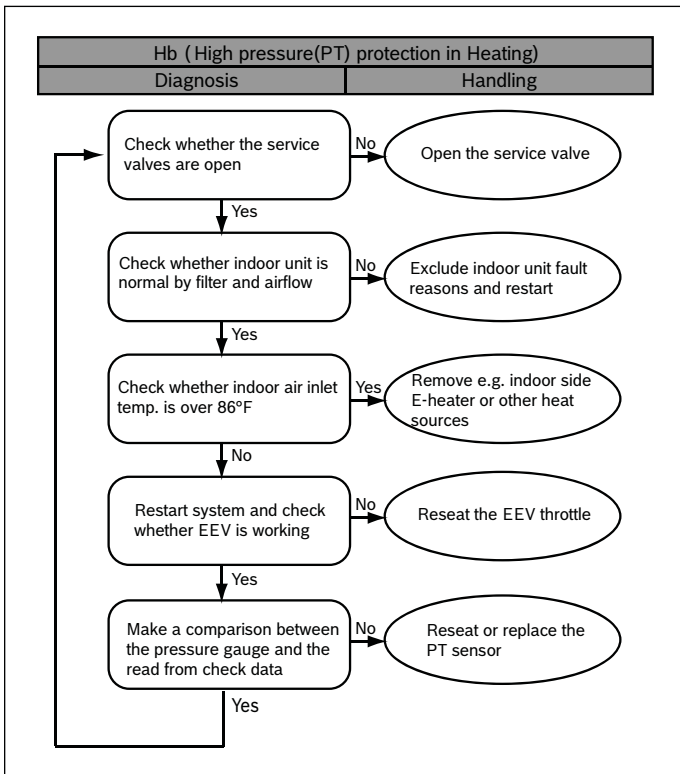 Hb ( High pressure(PT) protection in Heating)
Diagnosis
Handling
Check whether the service
valves are open
No
Open the service valve
Yes
Check whether indoor unit is
normal by filter and airflow
No
Exclude indoor unit fault
reasons and restart
Yes
Check whether indoor air inlet
temp. is over 86°F
Yes
Remove e.g. indoor side
E-heater or other heat
sources
No
Restart system and check
whether EEV is working
No
Reseat the EEV throttle
Yes
Make a comparison between
the pressure gauge and the
read from check data
No
Reseat or replace the
PT sensor
Yes